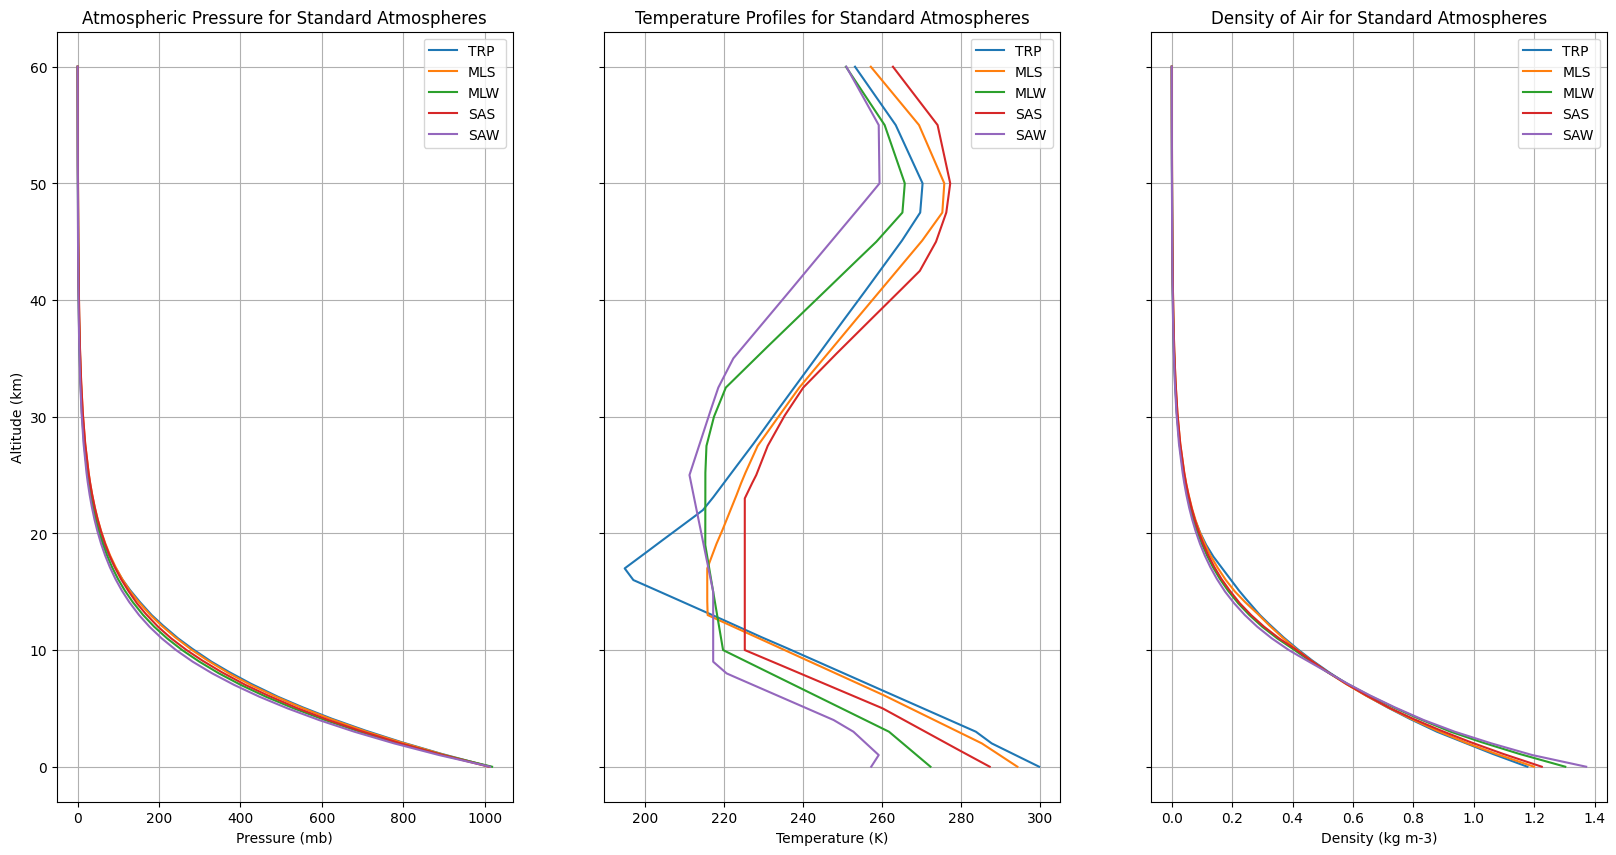 Atmospheric Pressure for Standard Atmospheres
TRP
MLS
MLW
SAS
SAW
60
50
40
30
20
10
0
Altitude (km)
0 200 400 600 800 1000
Pressure (mb)
Temperature Profiles for Standard Atmospheres
TRP
MLS
MLW
SAS
SAW
200 220 240 260 280 300
Temperature (K)
Density of Air for Standard Atmospheres
TRP
MLS
MLW
SAS
SAW
0.0 0.2 0.4 0.6 0.8 1.0 1.2 1.4
Density (kg m-3)